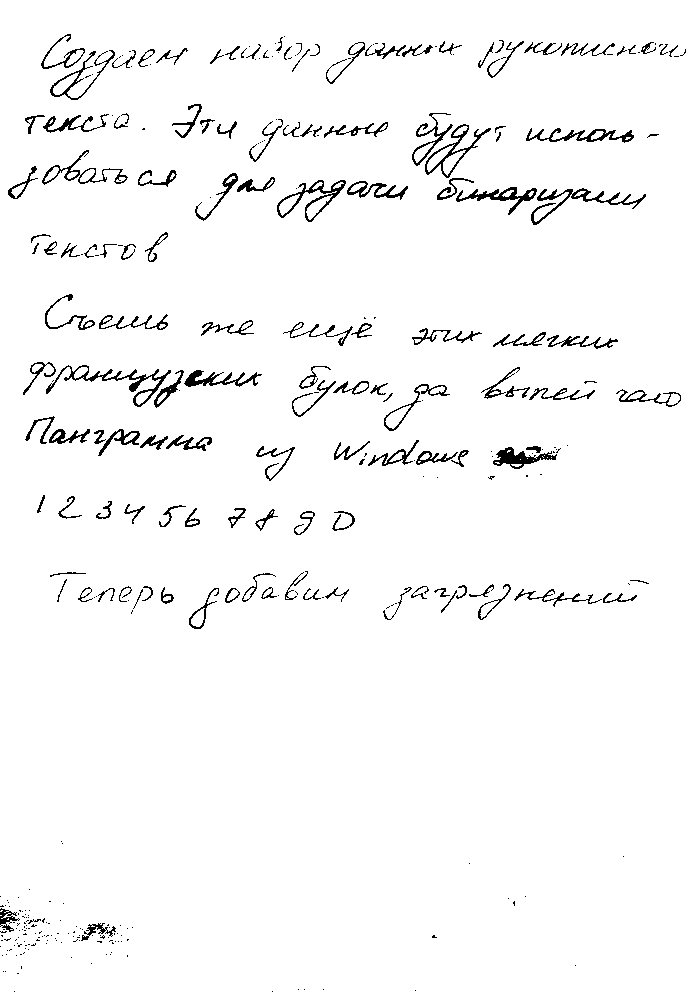 Создаем набор данных рукописного
текста. Эти данные будут исполь-
зоваться для задачи бинаризации
текстов
Съешь же ещё этих мягких
французских булок, да выпей чаю
Панграмма из Windows
1 2 3 4 5 6 7 8 9 0
Теперь добавим загрязнений